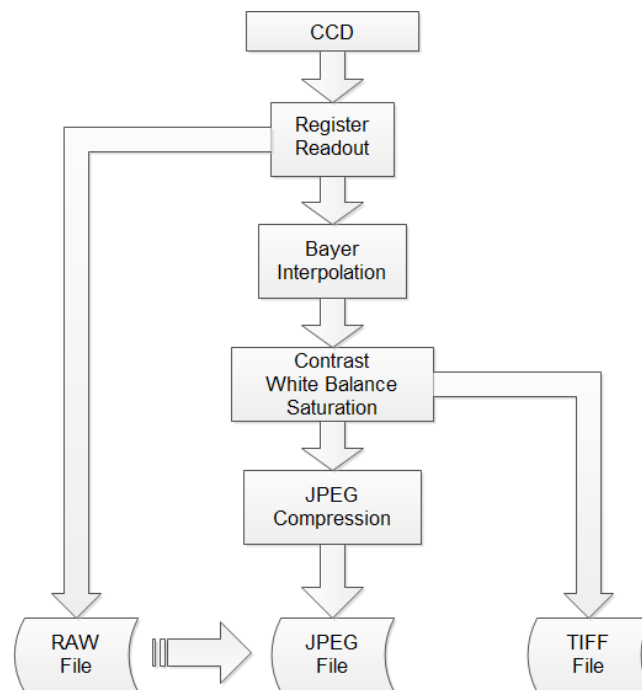 CCD
Register
Readout
Bayer
Interpolation
Contrast
White Balance
Saturation
JPEG
Compression
RAW
File
JPEG
File
TIFF
File